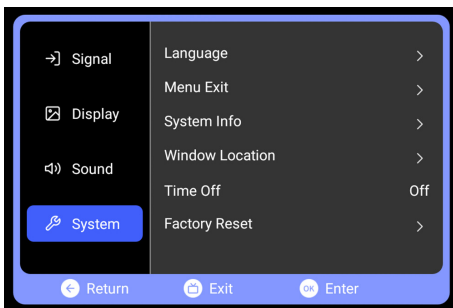 Signal
Display
Sound
System
Language
Menu Exit
System Info
Window Location
Time Off Off
Factory Reset
Return Exit OK Enter